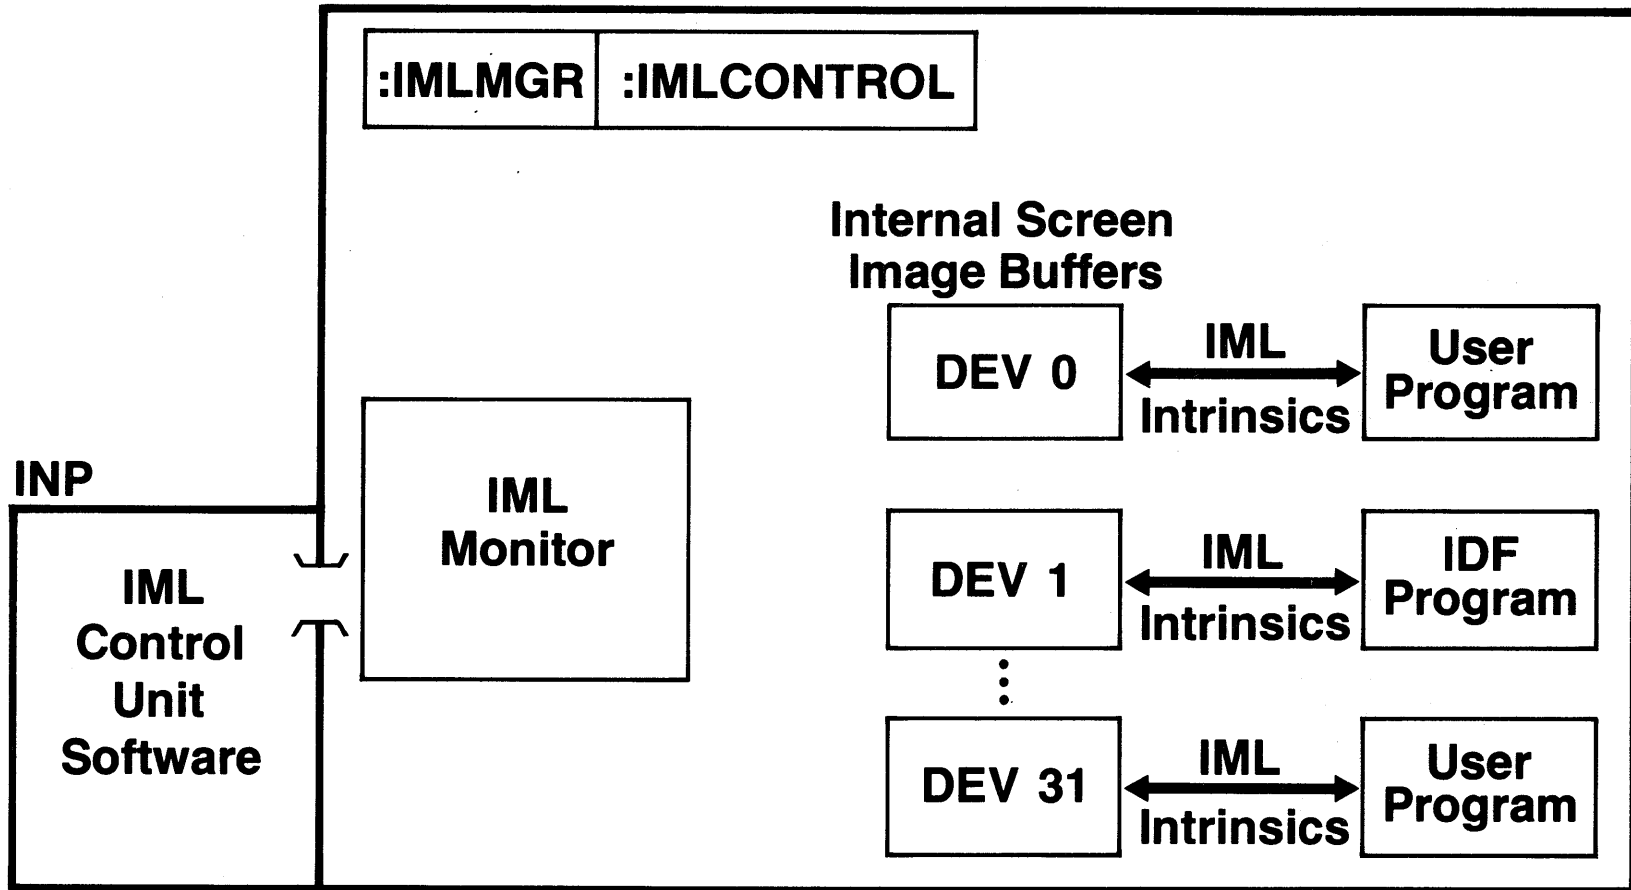 :IMLMGR :IMLCONTROL
Internal Screen
Image Buffers
DEV 0
IML
Intrinsics
User
Program
INP
IML
Monitor
DEV 1
IML
Intrinsics
IDF
Program
IML
Control
Unit
Software
DEV 31
IML
Intrinsics
User
Program